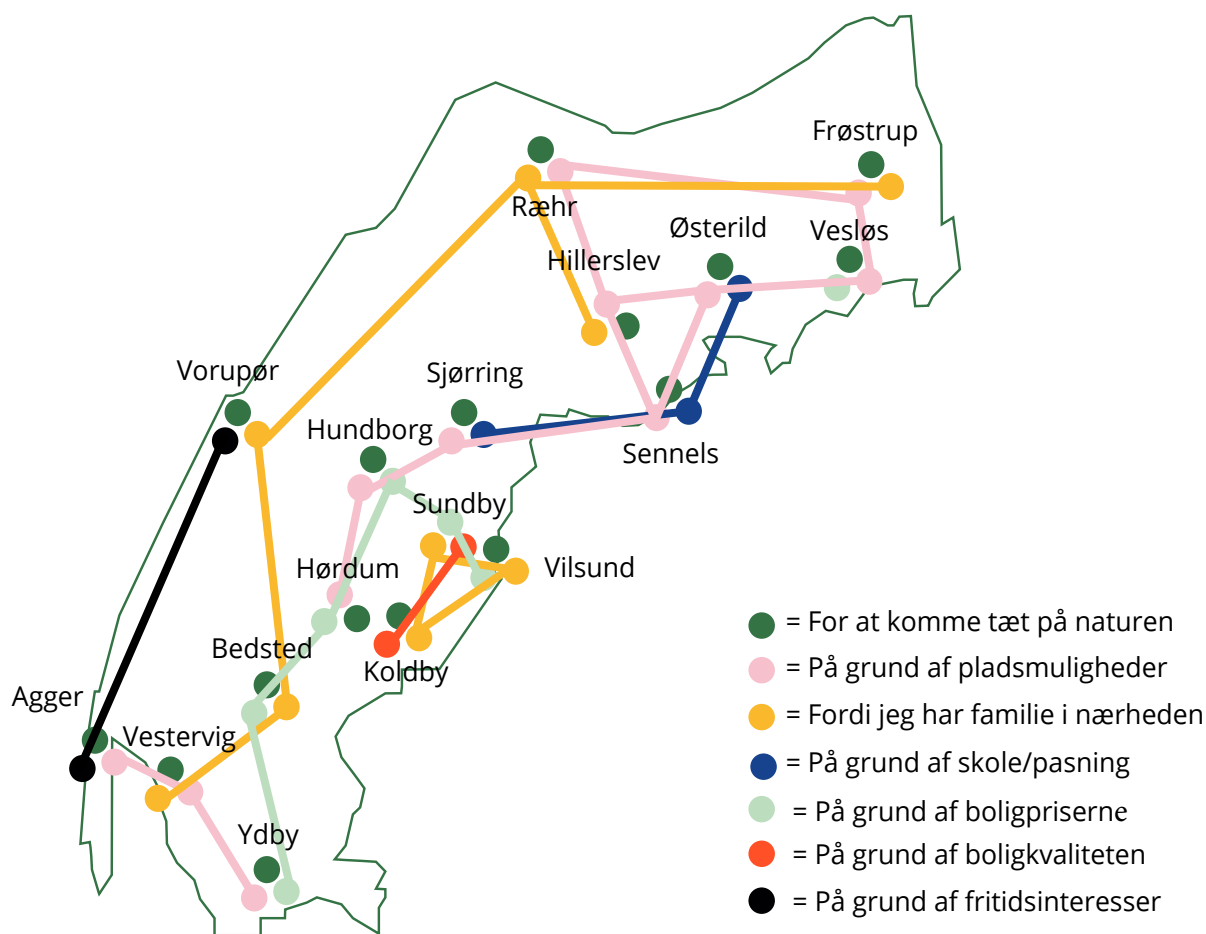 Frøstrup
Ræhr
Østerild
Vesløs
Hillerslev
Vorupør
Sjørring
Hundborg
Sennels
Sundby
Hørdum
Vilsund
Bedsted
Koldby
Agger
Vestervig
Ydby
= For at komme tæt på naturen
= På grund af pladsmuligheder
= Fordi jeg har familie i nærheden
= På grund af skole/pasning
= På grund af boligpriserne
= På grund af boligkvaliteten
= På grund af fritidsinteresser